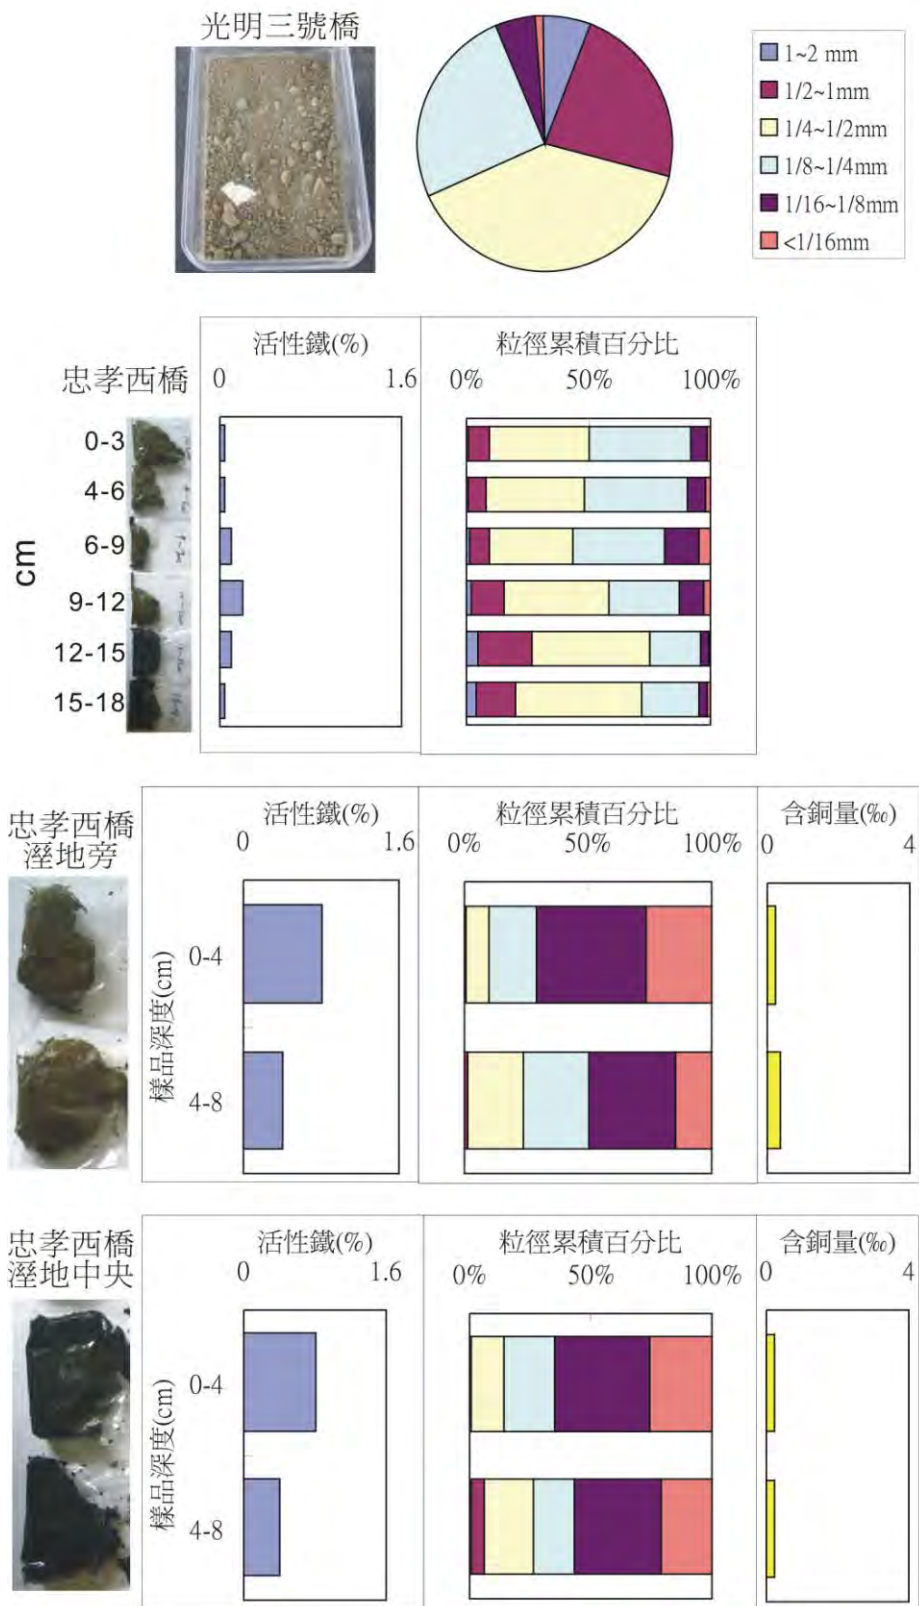 光明三號橋
1~2 mm
1/2~1mm
1/4~1/2mm
1/8~1/4mm
1/16~1/8mm
<1/16mm
忠孝西橋
活性鐵(%)
0 1.6
粒徑累積百分比
0% 50% 100%
cm
0-3
4-6
6-9
9-12
12-15
15-18
忠孝西橋
溼地旁
活性鐵(%)
0 1.6
粒徑累積百分比
0% 50% 100%
含銅量(‰)
0 4
樣品深度(cm)
0-4
4-8
忠孝西橋
溼地中央
活性鐵(%)
0 1.6
粒徑累積百分比
0% 50% 100%
含銅量(‰)
0 4
樣品深度(cm)
0-4
4-8